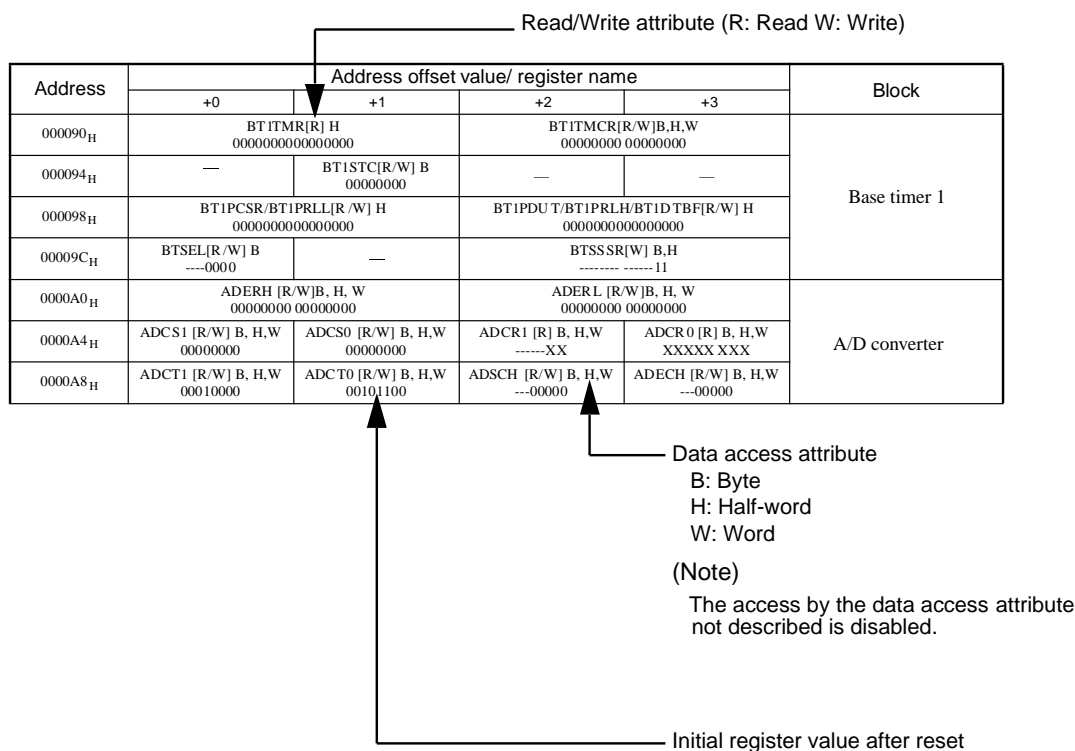 Read/Write attribute (R: Read W: Write)
Address
Address offset value/ register name
Block
+0
+1
+2
+3
000090H
BT1TMR[R] H
0000000000000000
BT1TMCR[R/W]B,H,W
00000000 00000000
Base timer 1
000094H
—
BT1STC[R/W] B
00000000
—
—
000098H
BT1PCSR/BT1PRLL[R/W] H
0000000000000000
BT1PDUT/BT1PRLH/BT1DTBF[R/W] H
0000000000000000
00009CH
BTSEL[R/W] B
----0000
—
BTSSSR[W] B,H
-------- ------11
0000A0H
ADERH [R/W]B, H, W
00000000 00000000
ADERL [R/W]B, H, W
00000000 00000000
A/D converter
0000A4H
ADCS1 [R/W] B, H,W
00000000
ADCS0 [R/W] B, H,W
00000000
ADCR1 [R] B, H,W
------XX
ADCR0 [R] B, H,W
XXXXX XXX
0000A8H
ADCT1 [R/W] B, H,W
00010000
ADCT0 [R/W] B, H,W
00101100
ADSCH [R/W] B, H,W
---00000
ADECH [R/W] B, H,W
---00000
Data access attribute
B: Byte
H: Half-word
W: Word
(Note)
The access by the data access attribute
not described is disabled.
Initial register value after reset